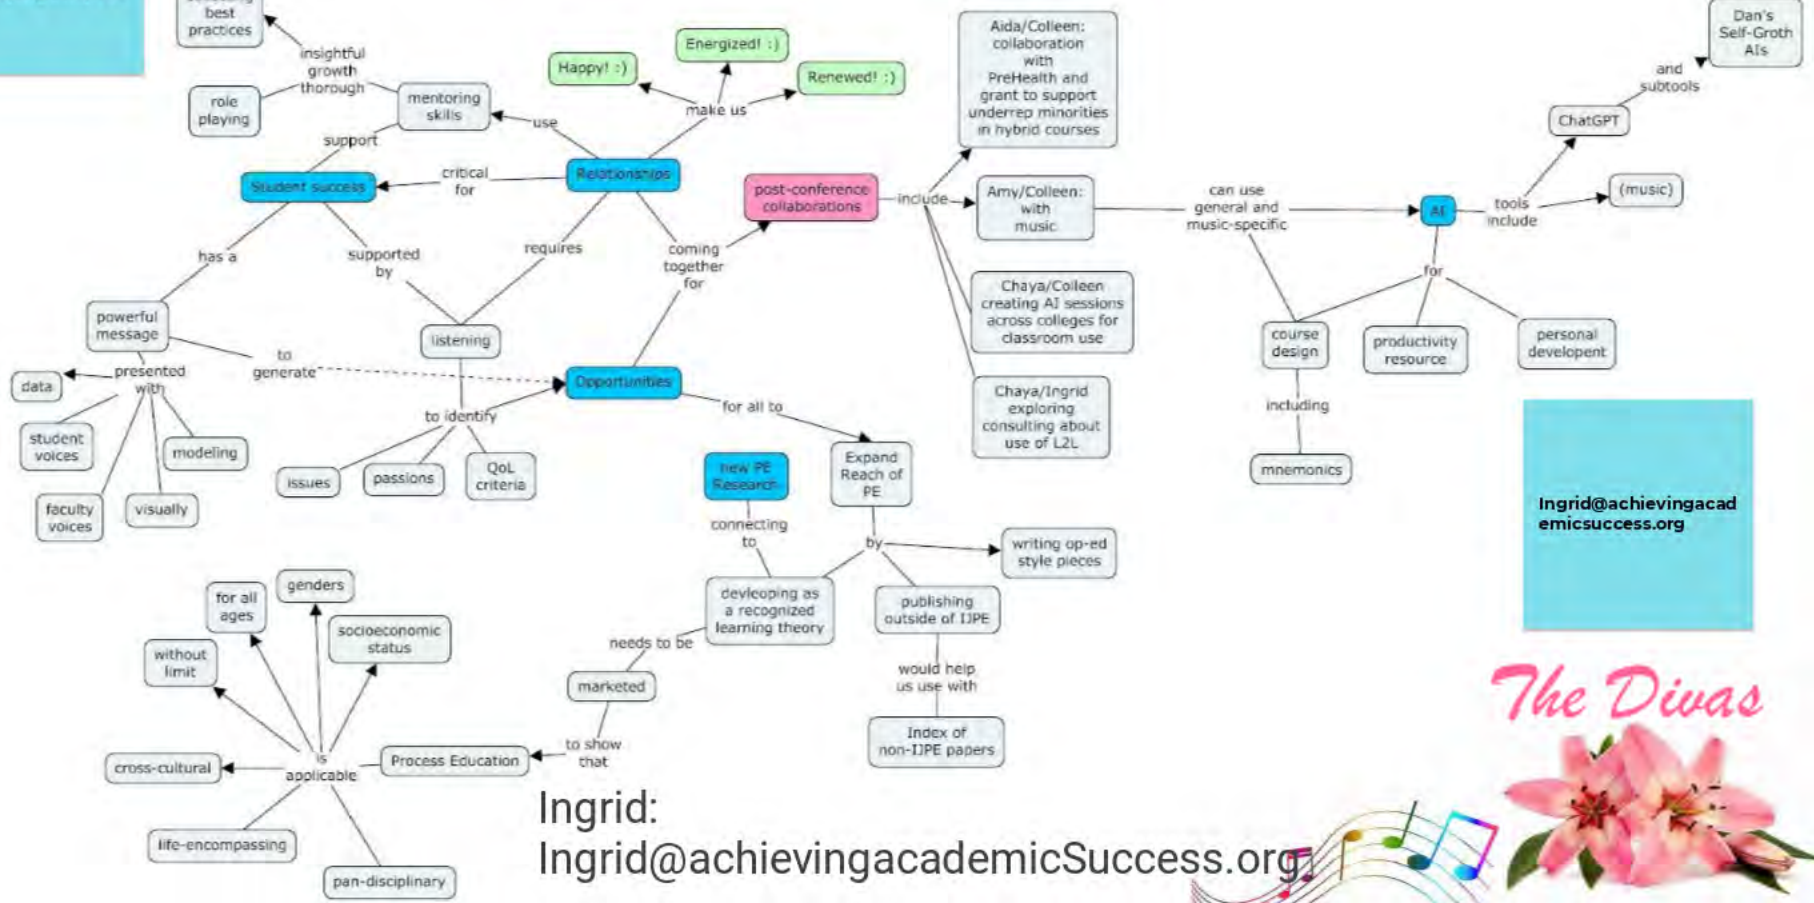 best
practices
insightful
growth
thorough
role
playing
mentoring
skills
support
use
Happy! :)
Energized! :)
Renewed! :)
make us
Student success
critical
for
Relationships
post-conference
collaborations
include
Aida/Colleen:
collaboration
with
PreHealth and
grant to support
underrep minorities
in hybrid courses
Amy/Colleen:
with
music
Chaya/Colleen
creating AI sessions
across colleges for
classroom use
Chaya/Ingrid
exploring
consulting about
use of L2L
can use
general and
music-specific
AI
tools
include
ChatGPT
and
subtools
Dan's
Self-Groth
AIs
(music)
for
course
design
productivity
resource
personal
developent
including
mnemonics
has a
supported
by
requires
coming
together
for
powerful
message
listening
to
generate
Opportunities
presented
with
data
student
voices
modeling
faculty
voices
visually
to identify
issues
passions
QoL
criteria
for all to
Expand
Reach of
PE
new PE
Research
connecting
to
by
writing op-ed
style pieces
devleoping as
a recognized
learning theory
publishing
outside of IJPE
needs to be
would help
us use with
marketed
Index of
non-IJPE papers
to show
that
Process Education
is
applicable
genders
for all
ages
socioeconomic
status
without
limit
cross-cultural
life-encompassing
pan-disciplinary
Ingrid@achievingacad
emicsuccess.org
The Divas
Ingrid:
Ingrid@achievingacademicSuccess.org